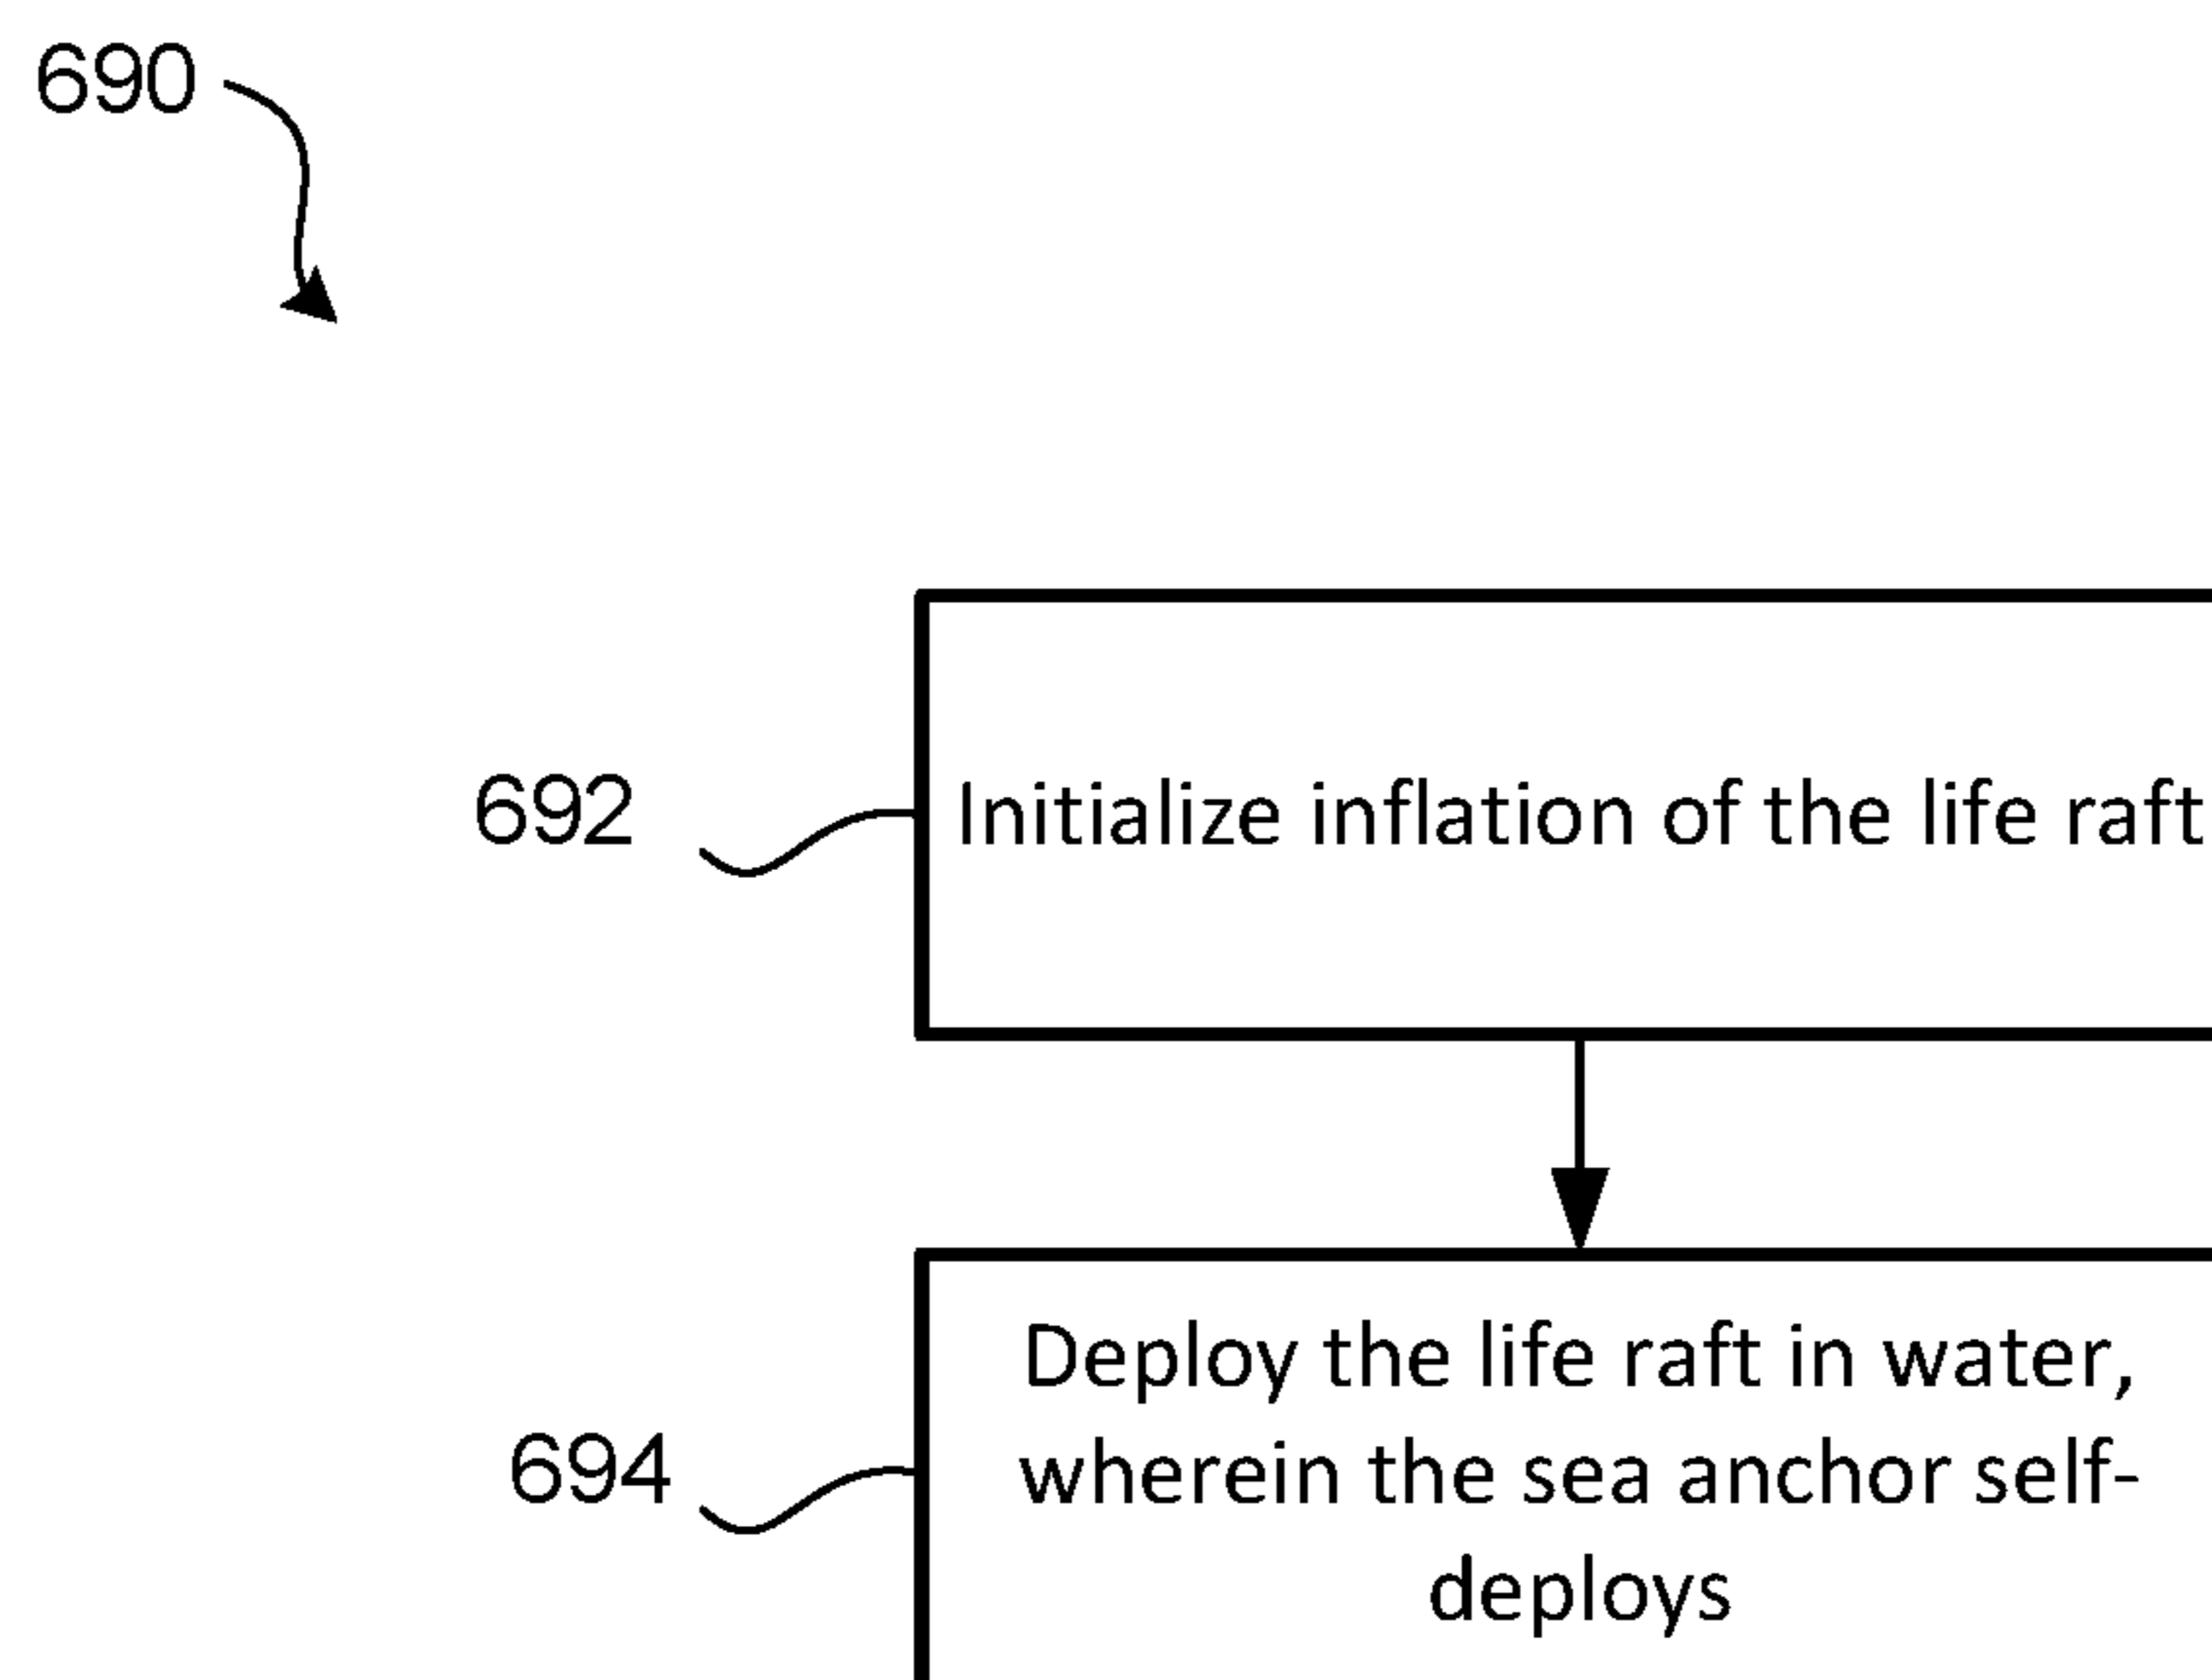 690
692
Initialize inflation of the life raft
Deploy the life raft in water,
694
wherein the sea anchor self-
deploys